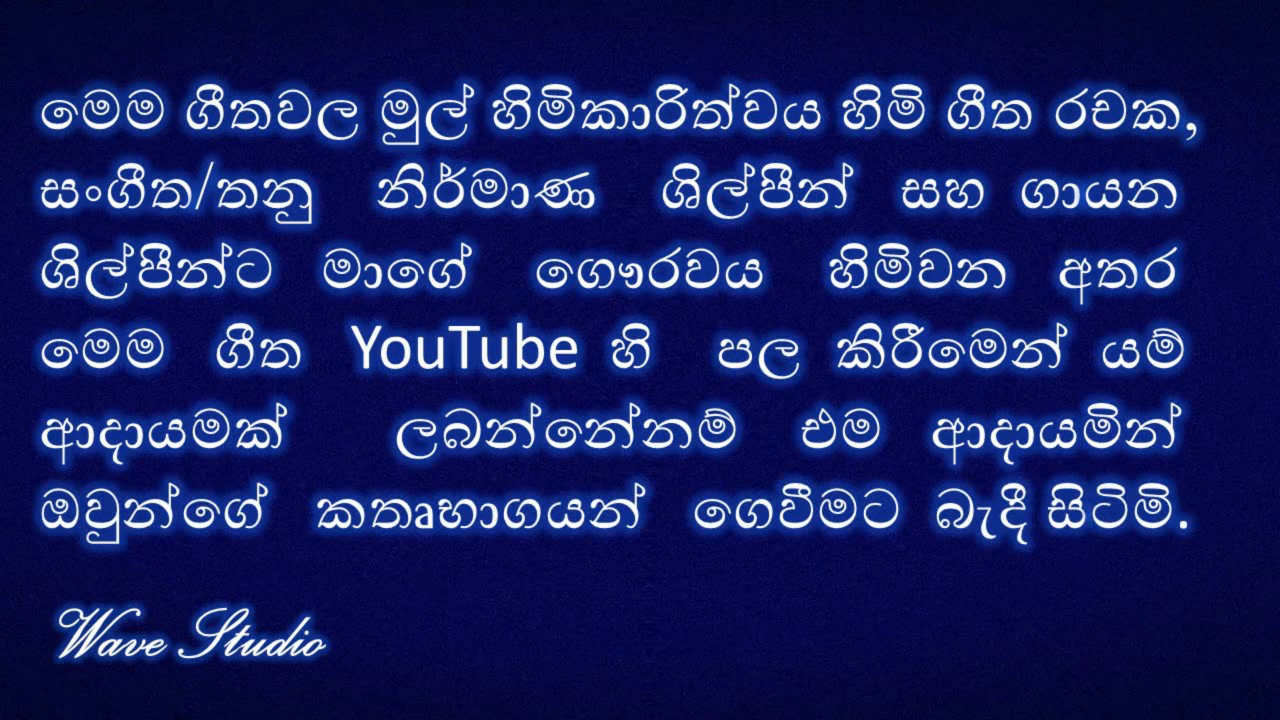 මෙම ගීතවල මුල් හිමිකාරිත්වය හිමි ගීත රචක,
සංගීත/තනු නිර්මාණ ශිල්පීන් සහ ගායන
ශිල්පීන්ට මාගේ ගෞරවය හිමිවන අතර
මෙම ගීත YouTube හි පල කිරීමෙන් යම්
ආදායමක් ලබන්නේනම් එම ආදායමින්
ඔවුන්ගේ කතෘභාගයන් ගෙවීමට බැදී සිටිමි.
Wave Studio